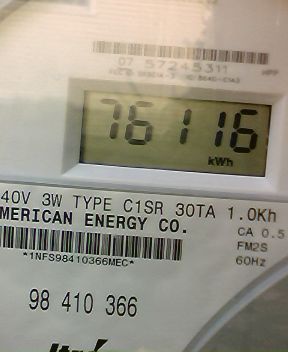 07 57245311
76116
kWh
40V 3W TYPE C1SR 30TA 1.0Kh
MERICAN ENERGY CO.
CA 0.5
FM2S
60Hz
*1NFS98410366MEC*
98 410 366